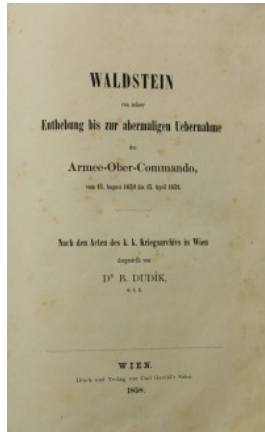 WALDSTEIN
von seiner
Enthebung bis zur abermaligen Uebernahme
des
Armee-Ober-Commando,
vom 13. August 1630 bis 13. April 1632.
Nach den Acten des k. k. Kriegsarchivs in Wien
dargestellt von
Dr B. DUDÍK,
O. S. B.
WIEN.
Druck und Verlag von Carl Gerold's Sohn.
1858.